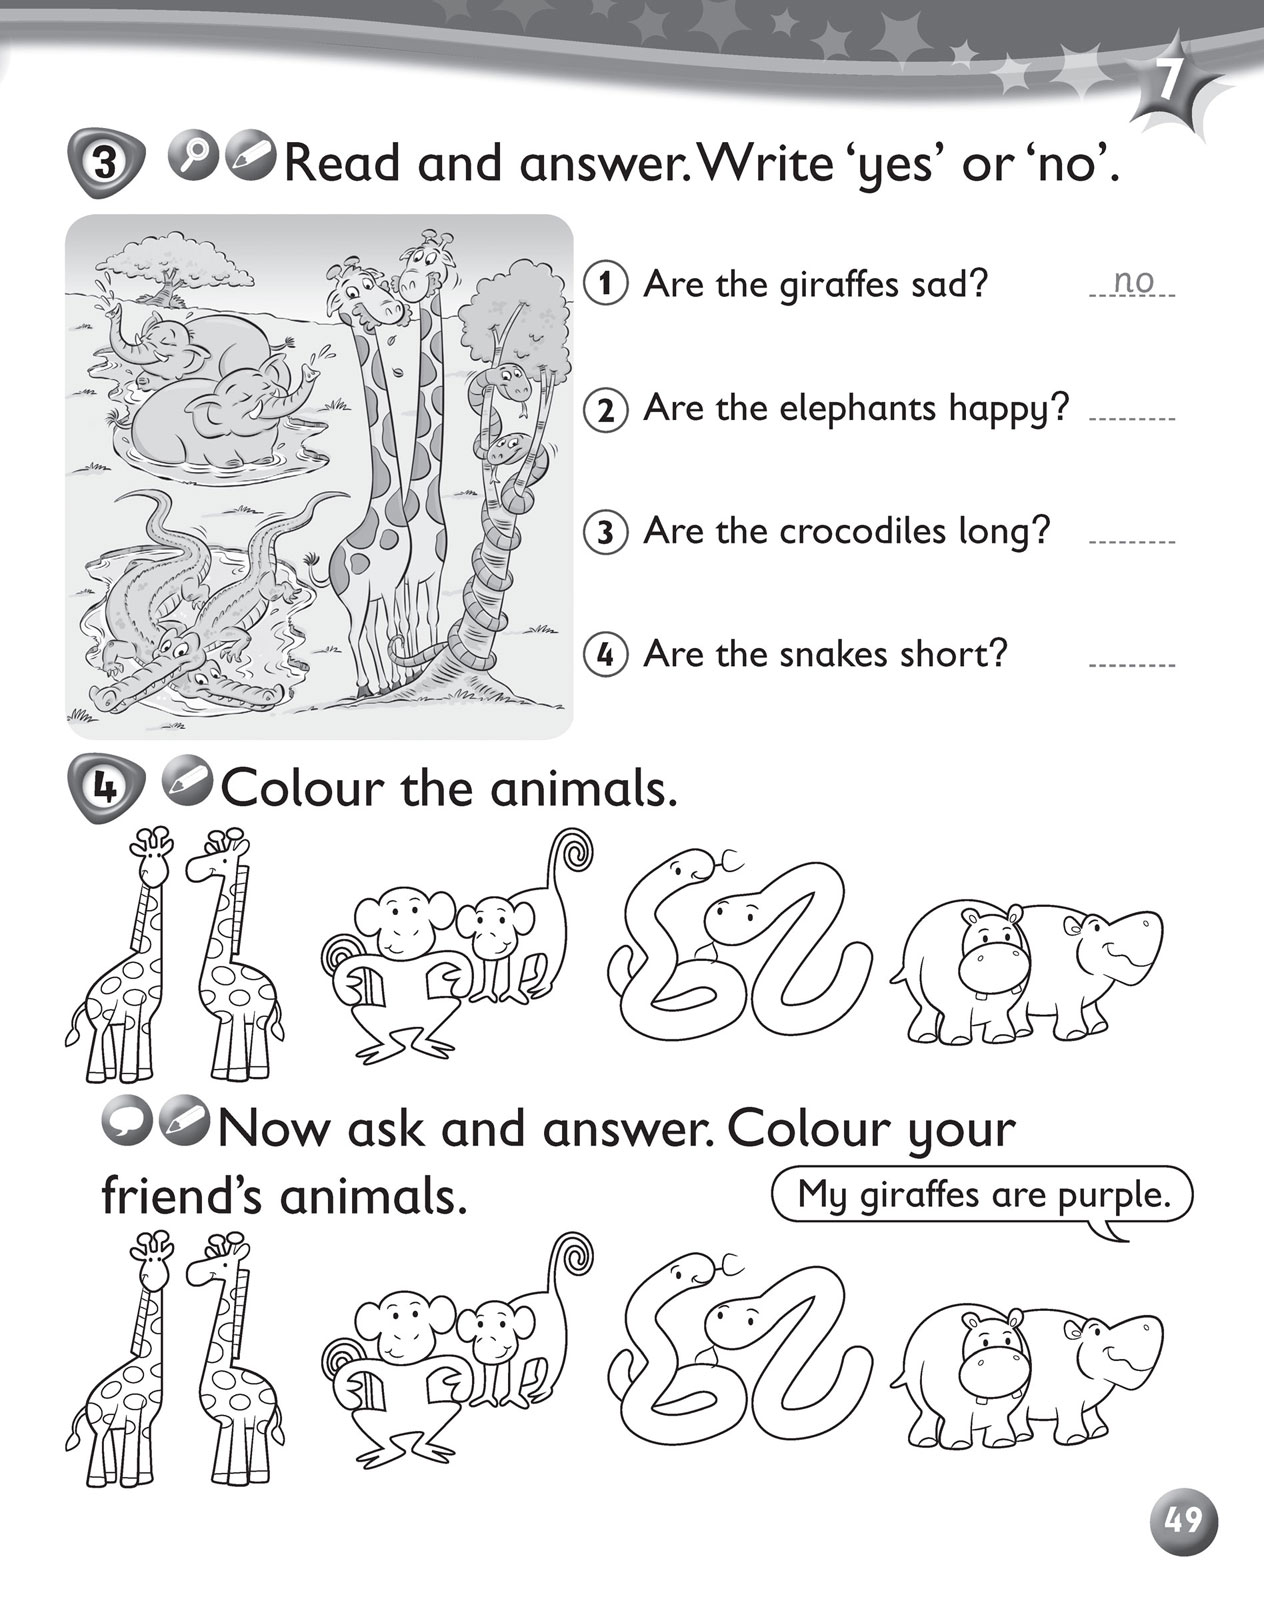 7
3 Read and answer. Write ‘yes’ or ‘no’.
1 Are the giraffes sad? no
2 Are the elephants happy?
3 Are the crocodiles long?
4 Are the snakes short?
4 Colour the animals.
Now ask and answer. Colour your
friend’s animals.
My giraffes are purple.
49